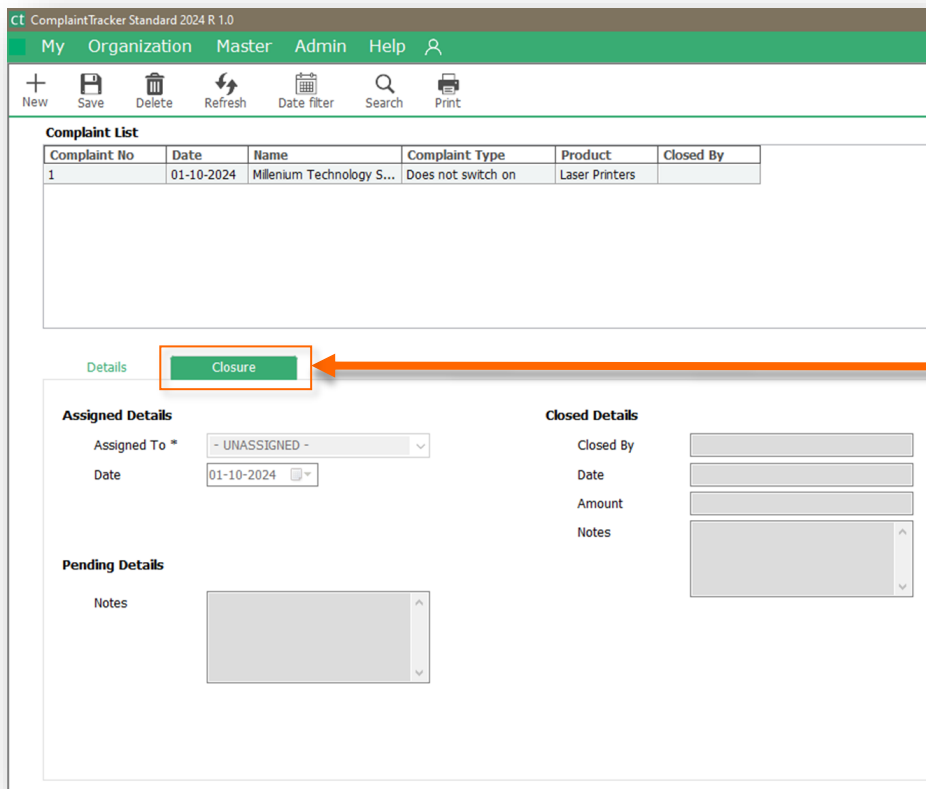 ct ComplaintTracker Standard 2024 R 1.0
My Organization Master Admin Help
New Save Delete Refresh Date filter Search Print
Complaint List
Complaint No Date Name Complaint Type Product Closed By
1 01-10-2024 Millenium Technology S... Does not switch on Laser Printers
Details Closure
Assigned Details Closed Details
Assigned To * - UNASSIGNED - Closed By
Date 01-10-2024 Date
Amount
Notes
Pending Details
Notes